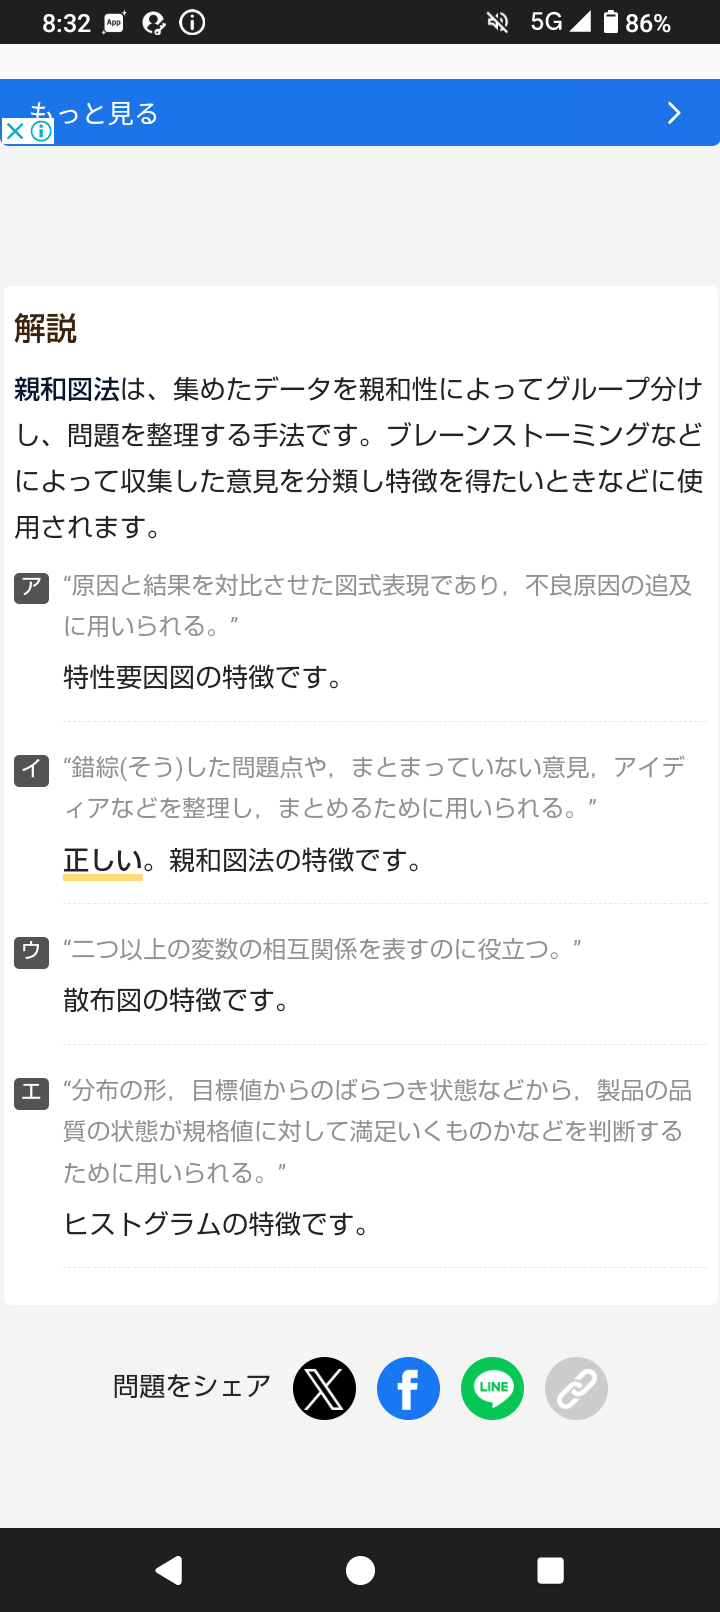 8:32 App 5G 86%
もっと見る
解説
親和図法は、集めたデータを親和性によってグループ分け
し、問題を整理する手法です。ブレーンストーミングなど
によって収集した意見を分類し特徴を得たいときなどに使
用されます。
ア “原因と結果を対比させた図式表現であり，不良原因の追及
に用いられる。”
特性要因図の特徴です。
イ “錯綜(そう)した問題点や，まとまっていない意見，アイデ
ィアなどを整理し，まとめるために用いられる。”
正しい。親和図法の特徴です。
ウ “二つ以上の変数の相互関係を表すのに役立つ。”
散布図の特徴です。
エ “分布の形，目標値からのばらつき状態などから，製品の品
質の状態が規格値に対して満足いくものかなどを判断する
ために用いられる。”
ヒストグラムの特徴です。
問題をシェア X f LINE